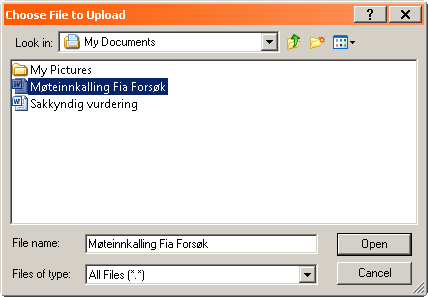 Choose File to Upload
Look in: My Documents
My Pictures
Møteinnkalling Fia Forsøk
Sakkyndig vurdering
File name: Møteinnkalling Fia Forsøk Open
Files of type: All Files (*.*) Cancel